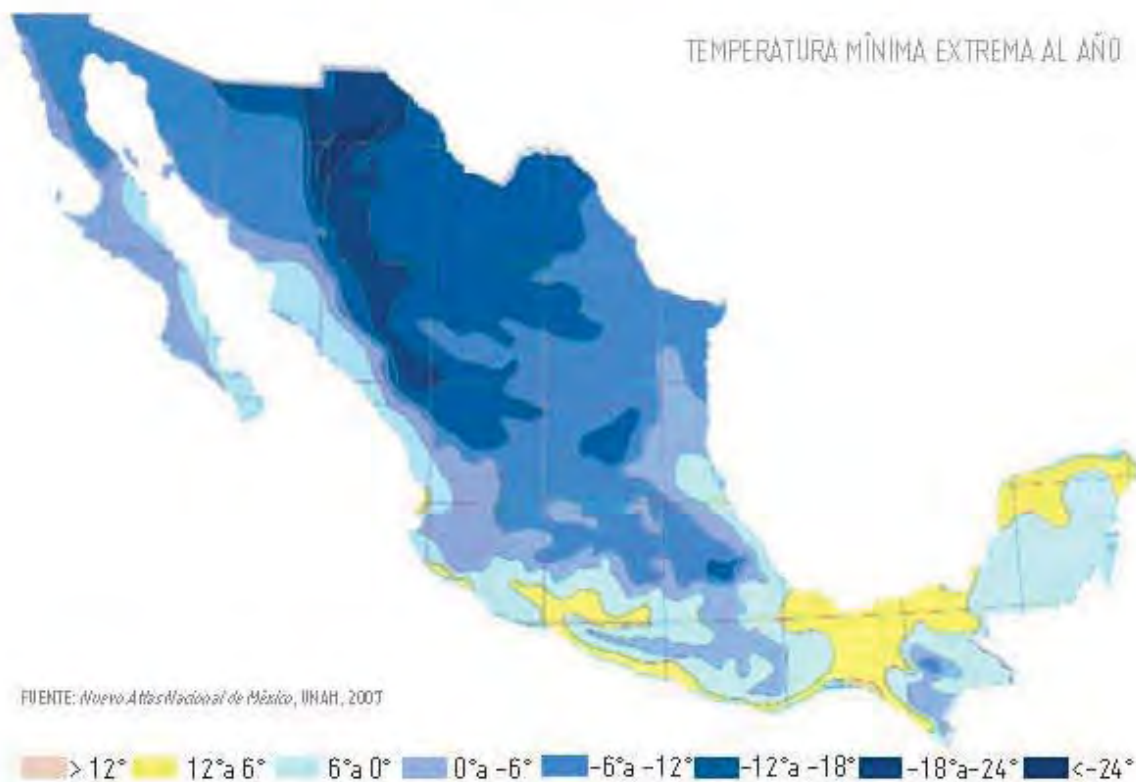 TEMPERATURA MÍNIMA EXTREMA AL AÑO
FUENTE: Nuevo Atlas Nacional de México, UNAM, 2007
> 12° 12°a 6° 6°a 0° 0°a -6° -6°a -12° -12°a -18° -18°a-24° <-24°